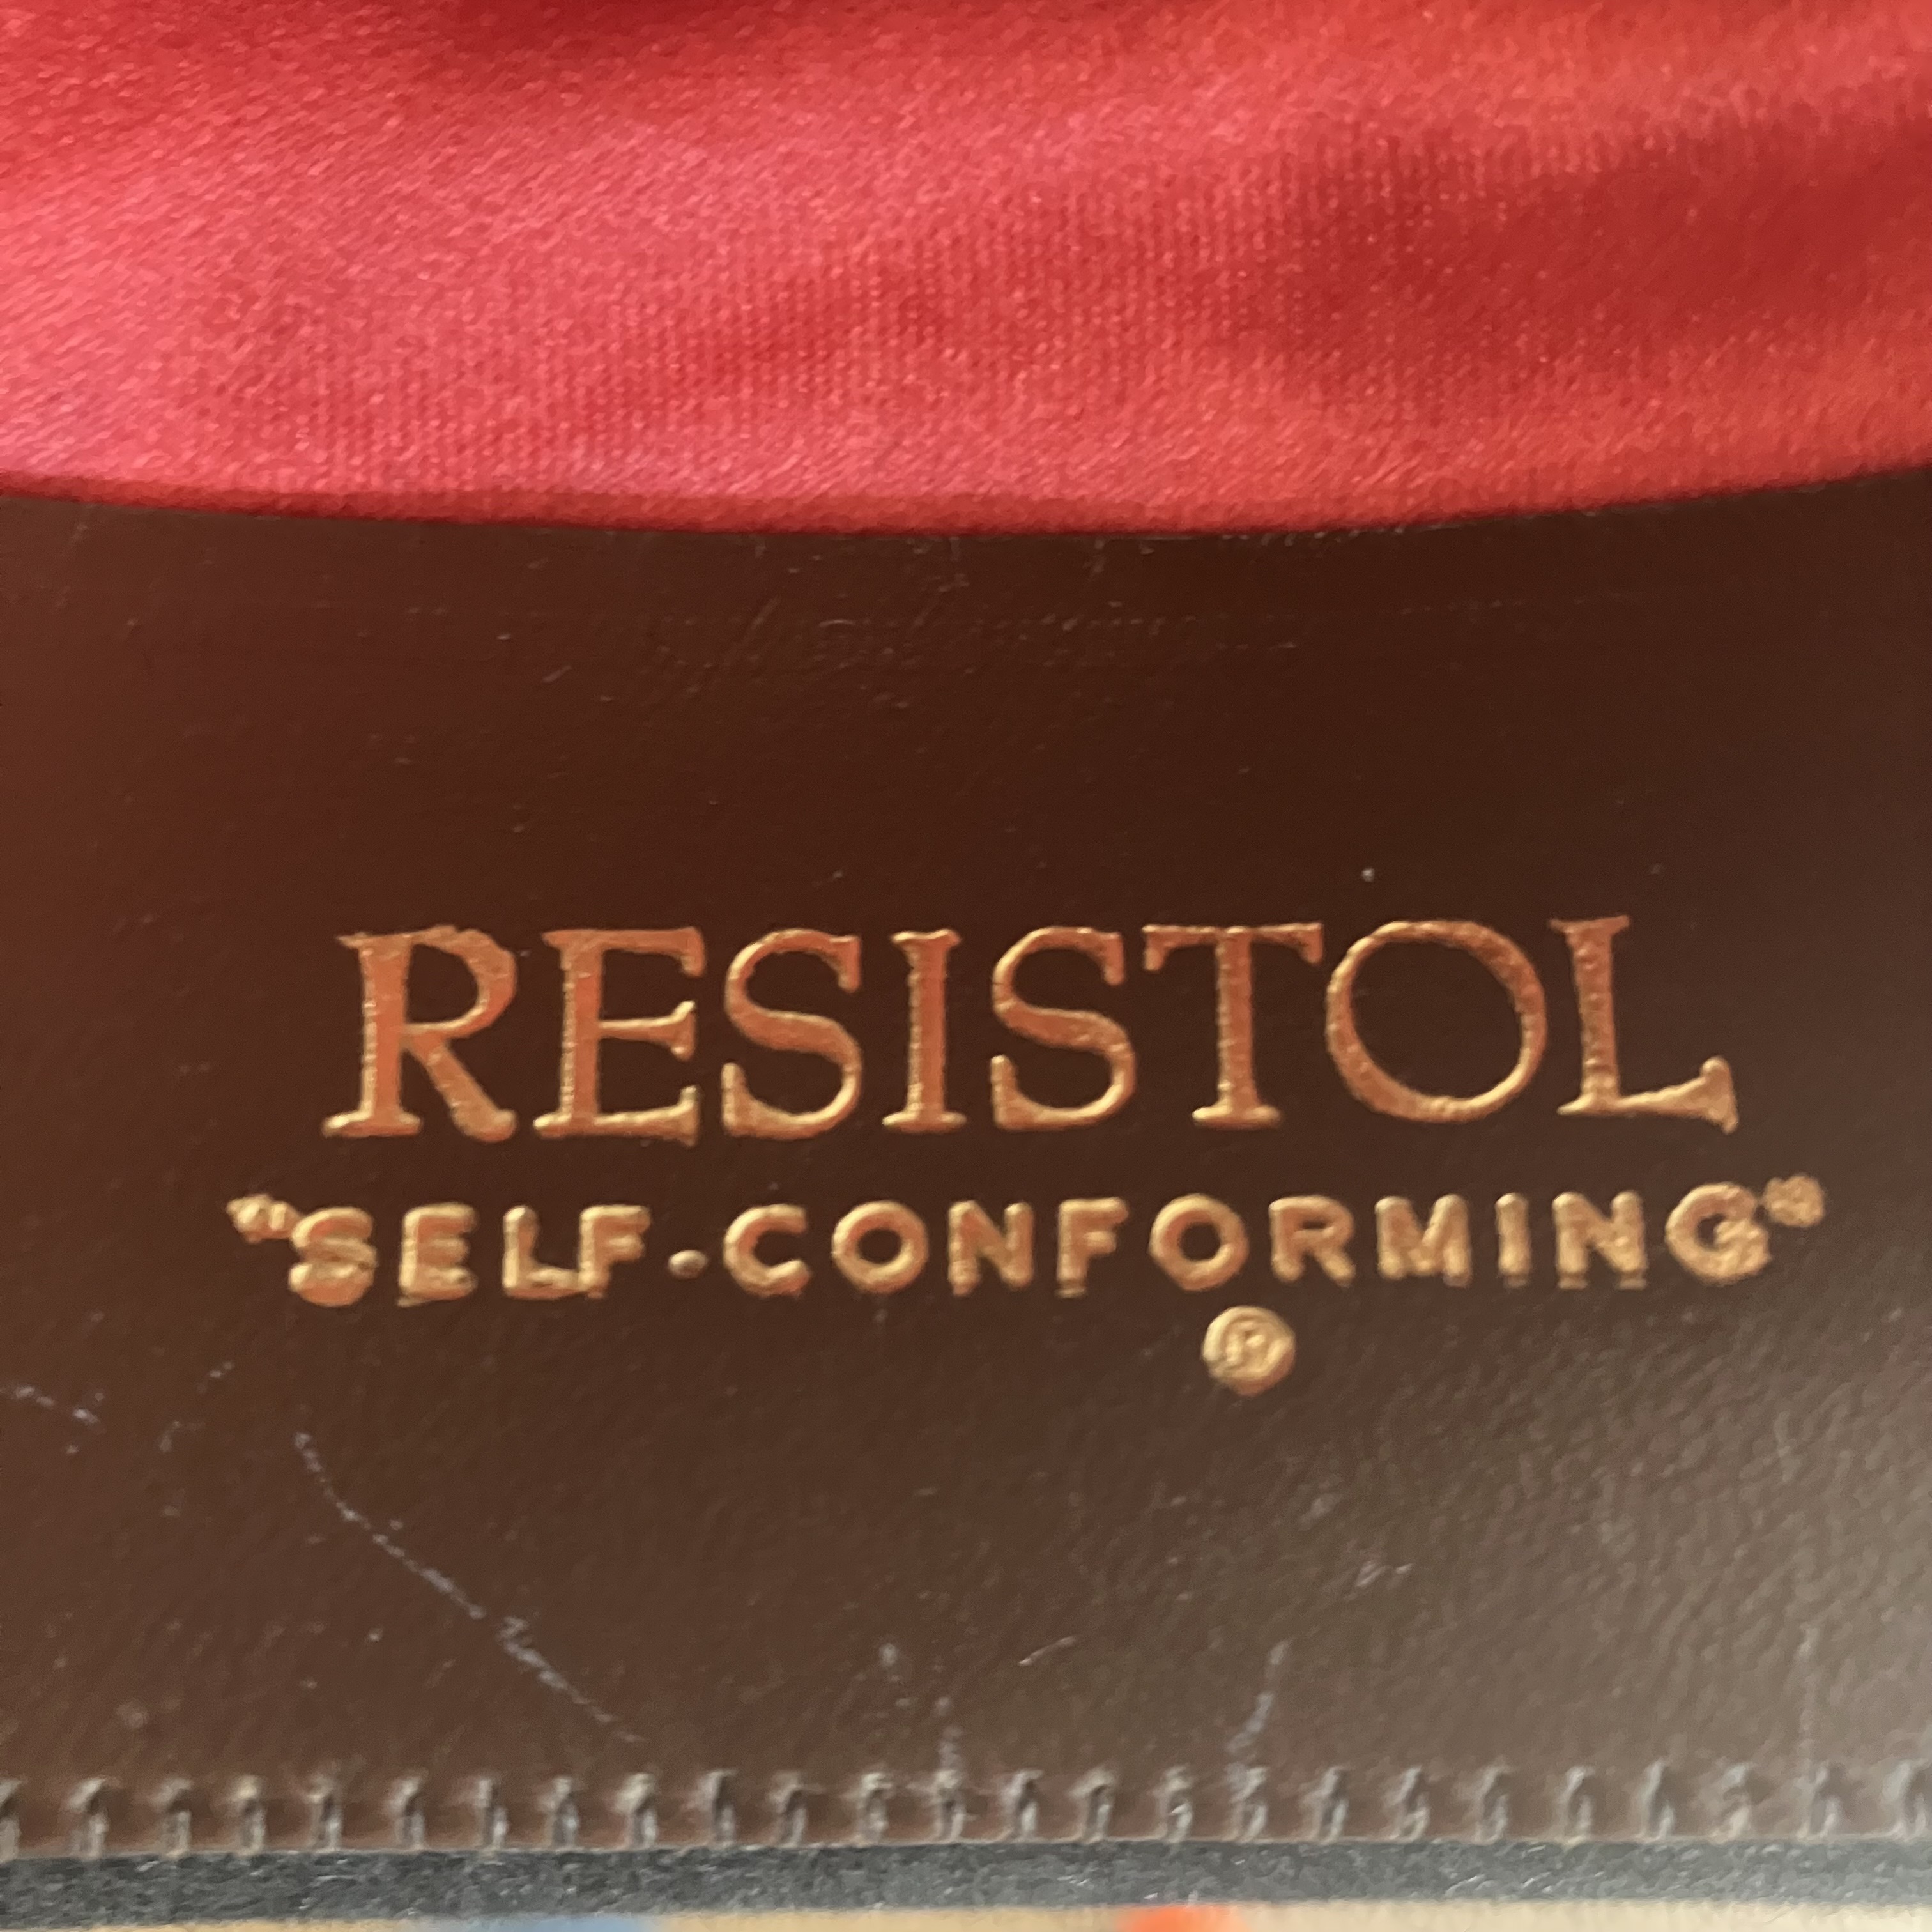 RESISTOL
"SELF-CONFORMING"
®